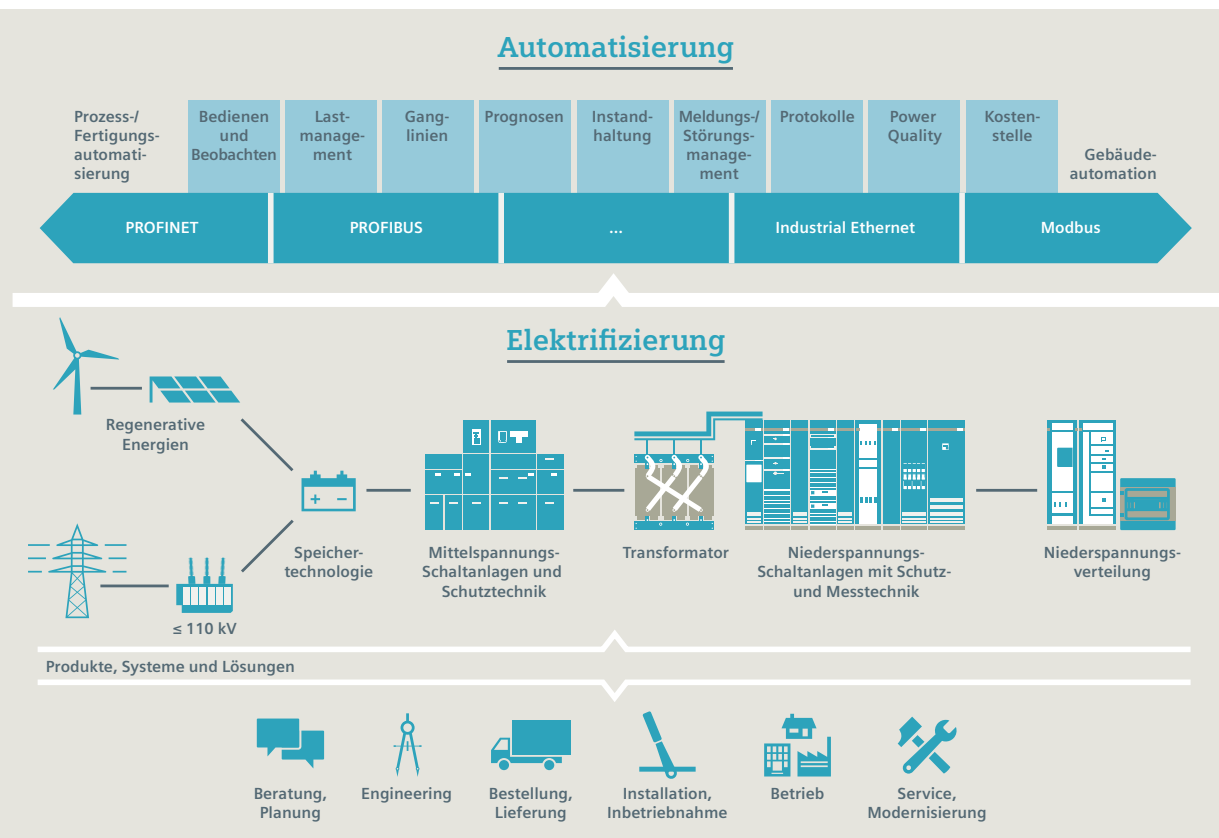 Automatisierung
Prozess-/
Fertigungs-
automati-
sierung
Bedienen
und
Beobachten
Last-
manage-
ment
Gang-
linien
Prognosen
Instand-
haltung
Meldungs-/
Störungs-
manage-
ment
Protokolle
Power
Quality
Kosten-
stelle
Gebäude-
automation
PROFINET
PROFIBUS
...
Industrial Ethernet
Modbus
Elektrifizierung
Regenerative
Energien
≤ 110 kV
+ −
Speicher-
technologie
Mittelspannungs-
Schaltanlagen und
Schutztechnik
Transformator
Niederspannungs-
Schaltanlagen mit Schutz-
und Messtechnik
Niederspannungs-
verteilung
Produkte, Systeme und Lösungen
Beratung,
Planung
Engineering
Bestellung,
Lieferung
Installation,
Inbetriebnahme
Betrieb
Service,
Modernisierung